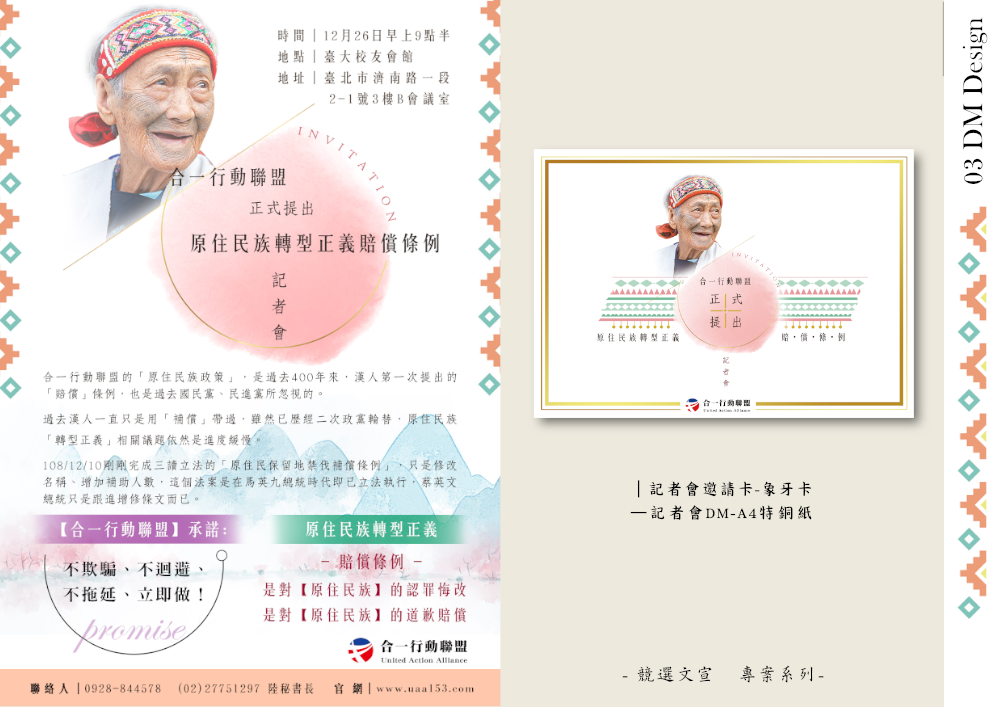 時間｜12月26日早上9點半
地點｜臺大校友會館
地址｜臺北市濟南路一段
2-1號3樓B會議室
INVITATION
合一行動聯盟
正式提出
原住民族轉型正義賠償條例
記者會
合一行動聯盟的「原住民族政策」，是過去400年來，漢人第一次提出的
「賠償」條例，也是過去國民黨、民進黨所忽視的。
過去漢人一直只是用「補償」帶過，雖然已歷經二次政黨輪替，原住民族
「轉型正義」相關議題依然是進度緩慢。
108/12/10剛剛完成三讀立法的「原住民保留地禁伐補償條例」，只是修改
名稱、增加補助人數，這個法案是在馬英九總統時代即已立法執行，蔡英文
總統只是跟進增修條文而已。
【合一行動聯盟】承諾:
不欺騙、不迴避、
不拖延、立即做！
promise
原住民族轉型正義
– 賠償條例 –
是對【原住民族】的認罪悔改
是對【原住民族】的道歉賠償
合一行動聯盟
United Action Alliance
聯絡人｜0928-844578 (02)27751297 陸秘書長 官網｜www.uaa153.com
INVITATION
合一行動聯盟
正式
提出
原住民族轉型正義
賠・償・條・例
記者會
合一行動聯盟
United Action Alliance
｜記者會邀請卡-象牙卡
—記者會DM-A4特銅紙
- 競選文宣 專案系列-
03 DM Design